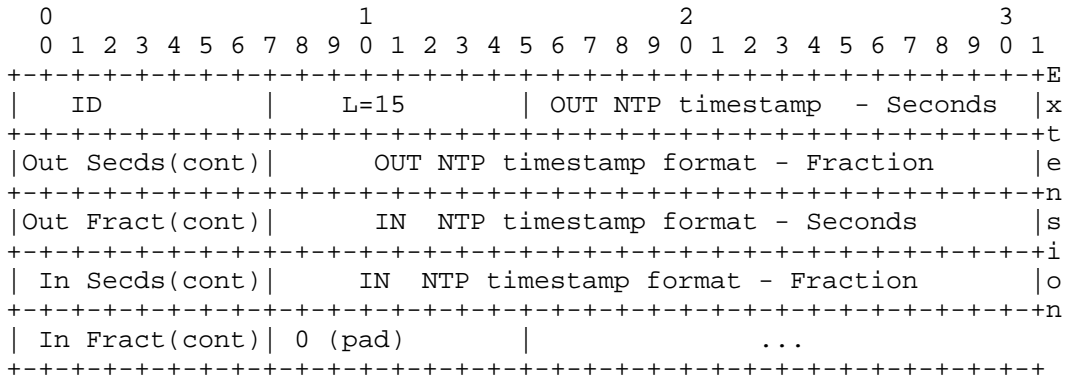 0                   1                   2                   3
   0 1 2 3 4 5 6 7 8 9 0 1 2 3 4 5 6 7 8 9 0 1 2 3 4 5 6 7 8 9 0 1
 +-+-+-+-+-+-+-+-+-+-+-+-+-+-+-+-+-+-+-+-+-+-+-+-+-+-+-+-+-+-+-+-+E
 |   ID          |    L=15       | OUT NTP timestamp  - Seconds  |x
 +-+-+-+-+-+-+-+-+-+-+-+-+-+-+-+-+-+-+-+-+-+-+-+-+-+-+-+-+-+-+-+-+t
 |Out Secds(cont)|      OUT NTP timestamp format - Fraction      |e
 +-+-+-+-+-+-+-+-+-+-+-+-+-+-+-+-+-+-+-+-+-+-+-+-+-+-+-+-+-+-+-+-+n
 |Out Fract(cont)|      IN  NTP timestamp format - Seconds       |s
 +-+-+-+-+-+-+-+-+-+-+-+-+-+-+-+-+-+-+-+-+-+-+-+-+-+-+-+-+-+-+-+-+i
 | In Secds(cont)|     IN  NTP timestamp format - Fraction       |o
 +-+-+-+-+-+-+-+-+-+-+-+-+-+-+-+-+-+-+-+-+-+-+-+-+-+-+-+-+-+-+-+-+n
 | In Fract(cont)| 0 (pad)       |              ...
 +-+-+-+-+-+-+-+-+-+-+-+-+-+-+-+-+-+-+-+-+-+-+-+-+-+-+-+-+-+-+-+-+